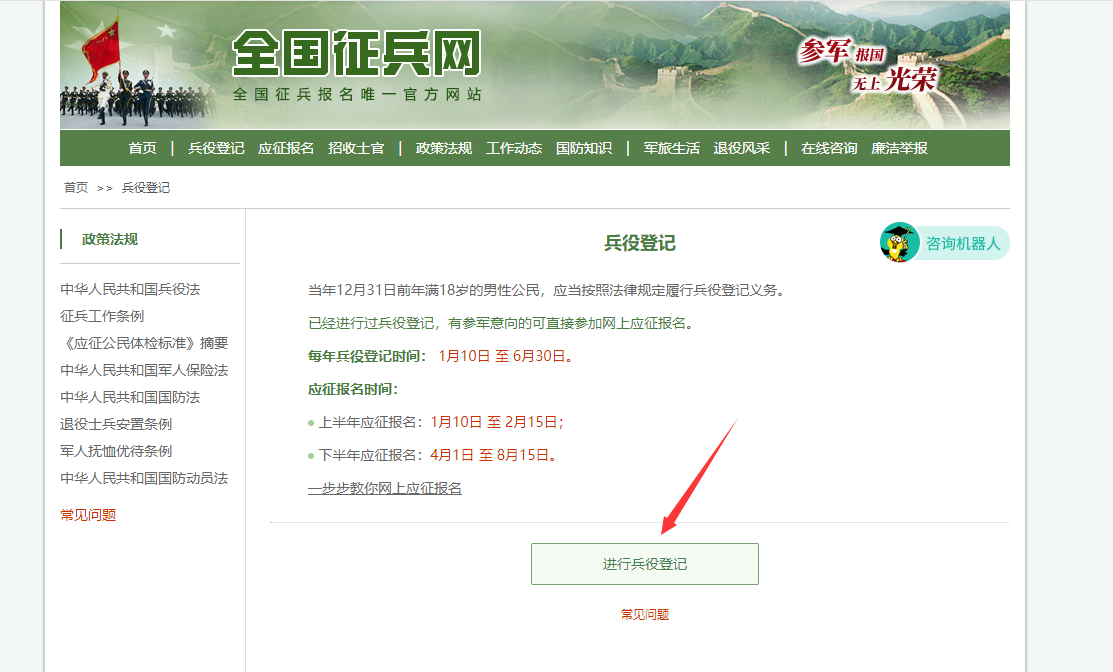 全国征兵网
全国征兵报名唯一官方网站
参军 报国
无上 光荣
首页 | 兵役登记 应征报名 招收士官 | 政策法规 工作动态 国防知识 | 军旅生活 退役风采 | 在线咨询 廉洁举报
首页 >> 兵役登记
政策法规
中华人民共和国兵役法
征兵工作条例
《应征公民体检标准》摘要
中华人民共和国军人保险法
中华人民共和国国防法
退役士兵安置条例
军人抚恤优待条例
中华人民共和国国防动员法
常见问题
兵役登记
咨询机器人
当年12月31日前年满18岁的男性公民，应当按照法律规定履行兵役登记义务。
已经进行过兵役登记，有参军意向的可直接参加网上应征报名。
每年兵役登记时间： 1月10日 至 6月30日。
应征报名时间：
上半年应征报名：1月10日 至 2月15日；
下半年应征报名：4月1日 至 8月15日。
一步步教你网上应征报名
进行兵役登记
常见问题